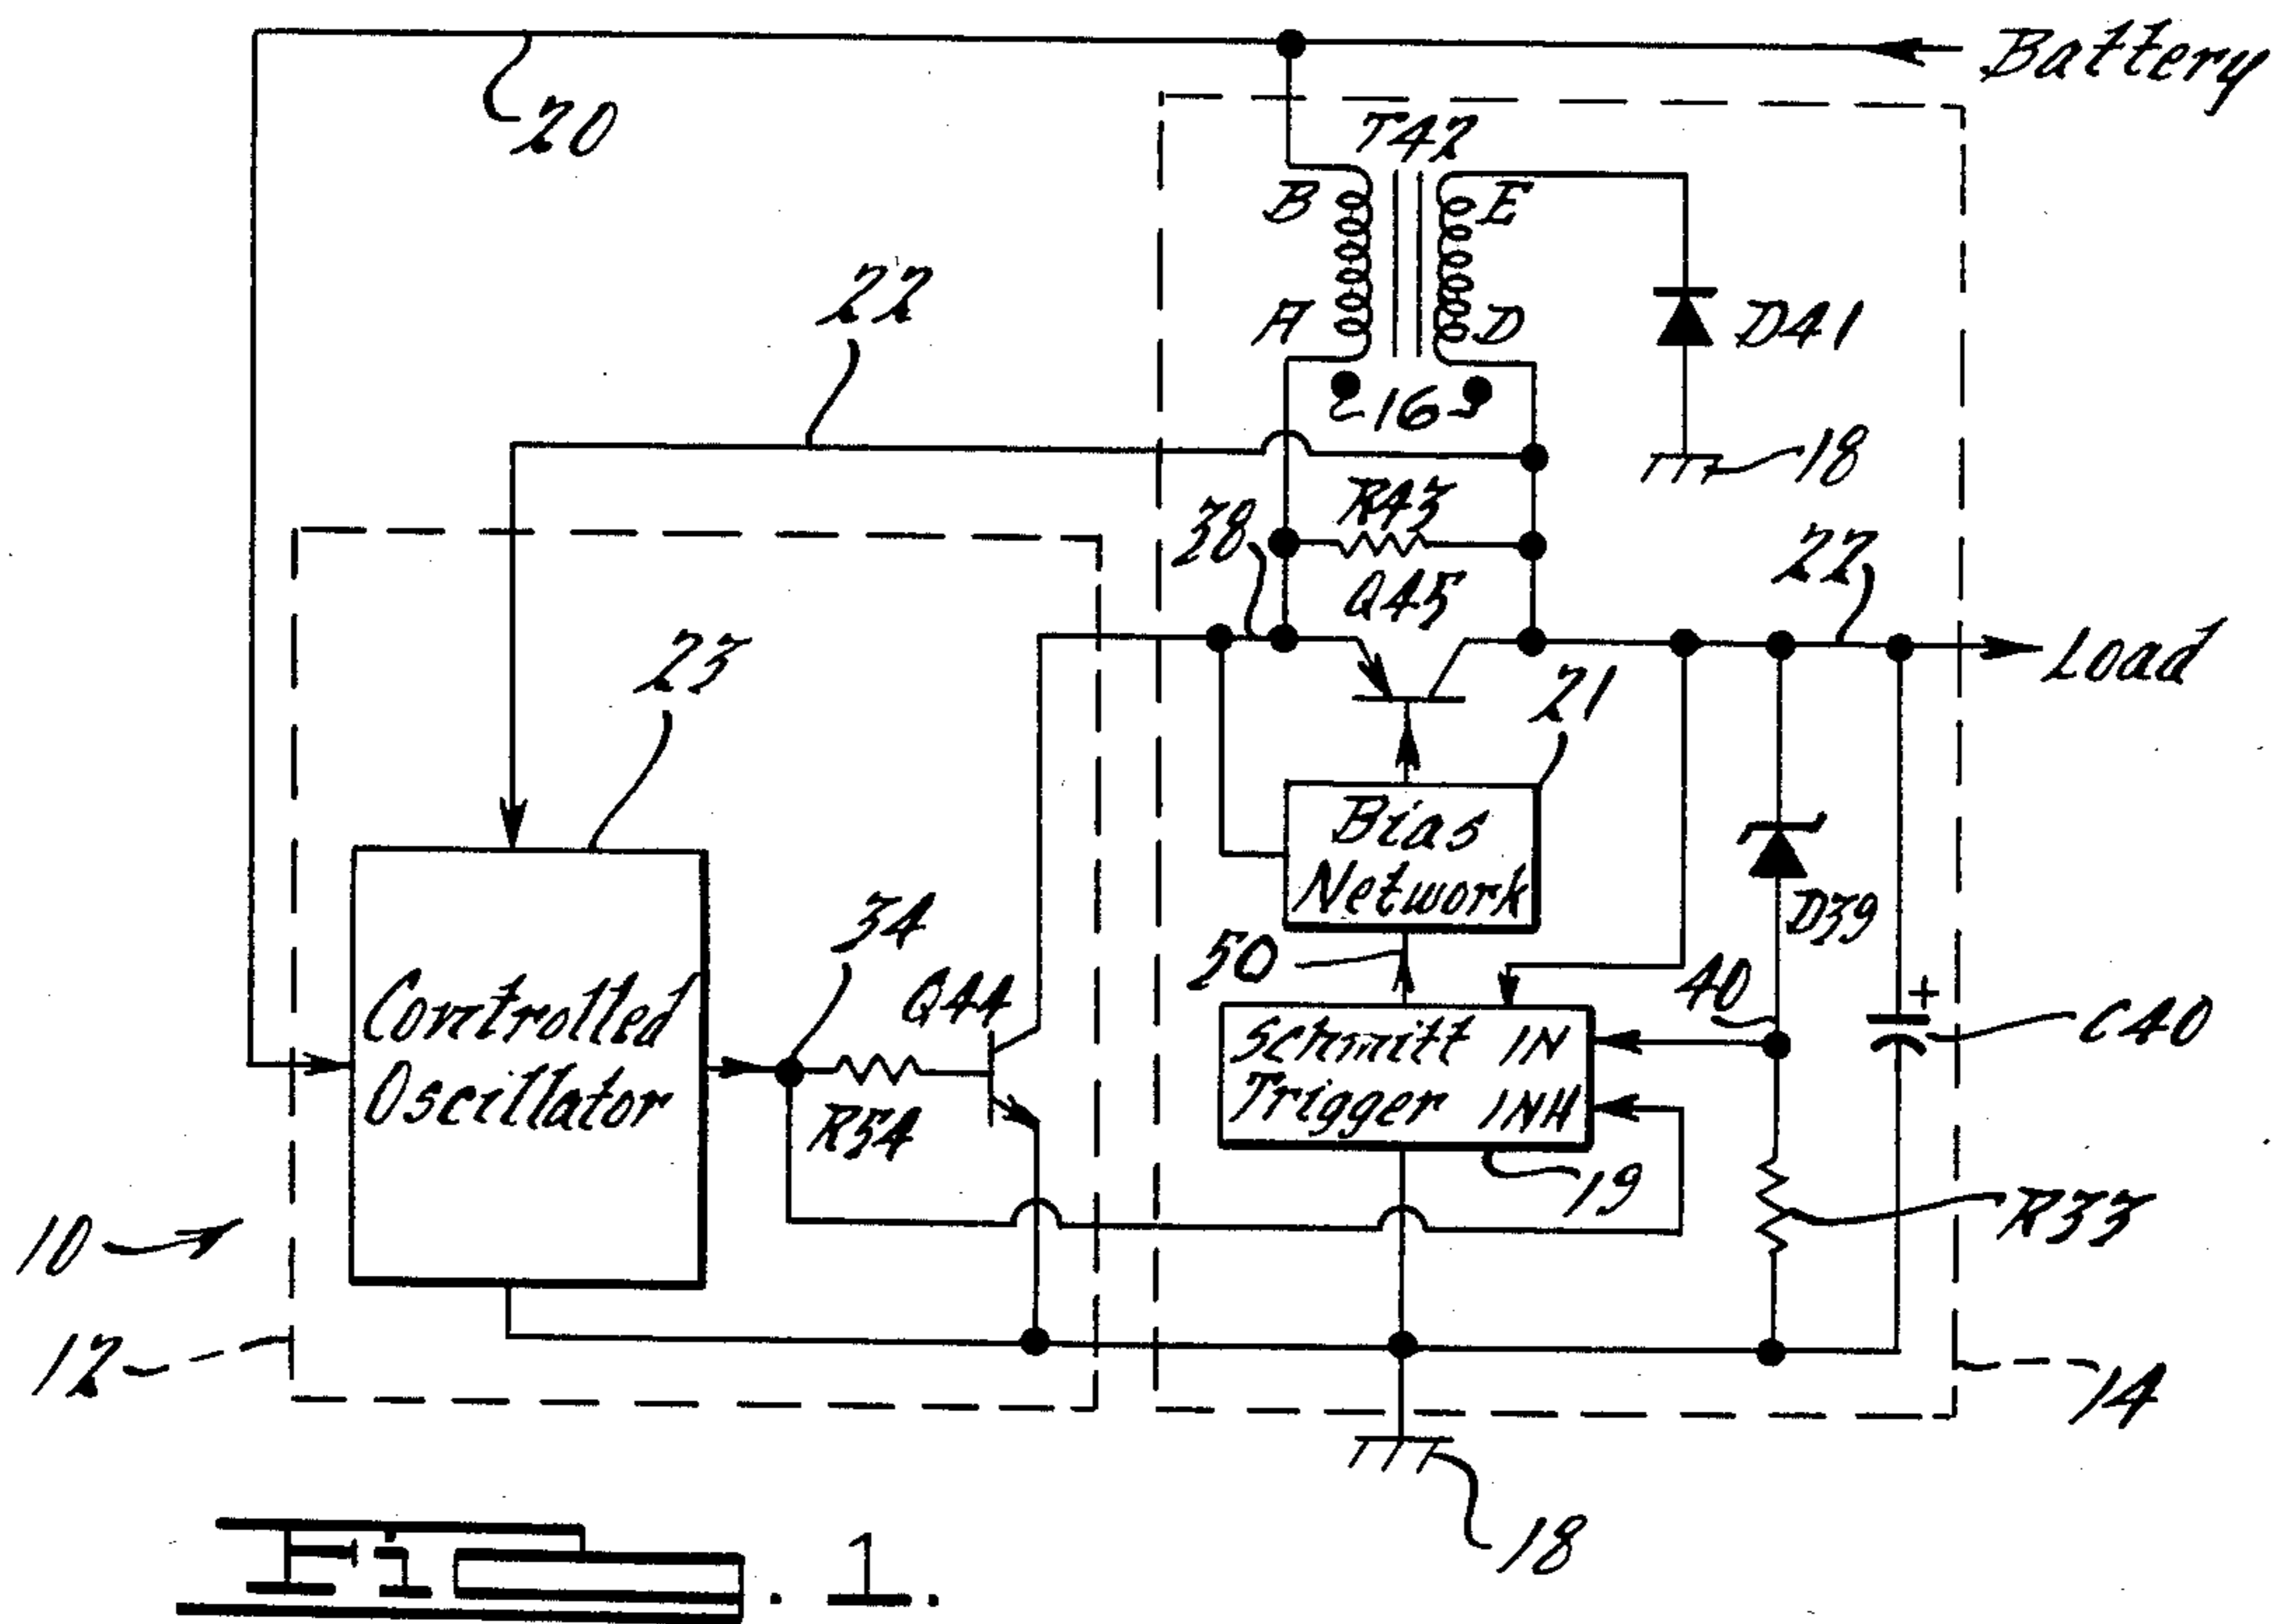 Battery
20
T42
B
E
22
A
D
D41
16
18
R43
38
22
Q45
Load
23
21
Bias
Network
D39
34
50
40
+
Q44
C40
Controlled
Oscillator
Schmitt IN
Trigger INH
R34
19
R33
10
12
14
18
Fig. 1.